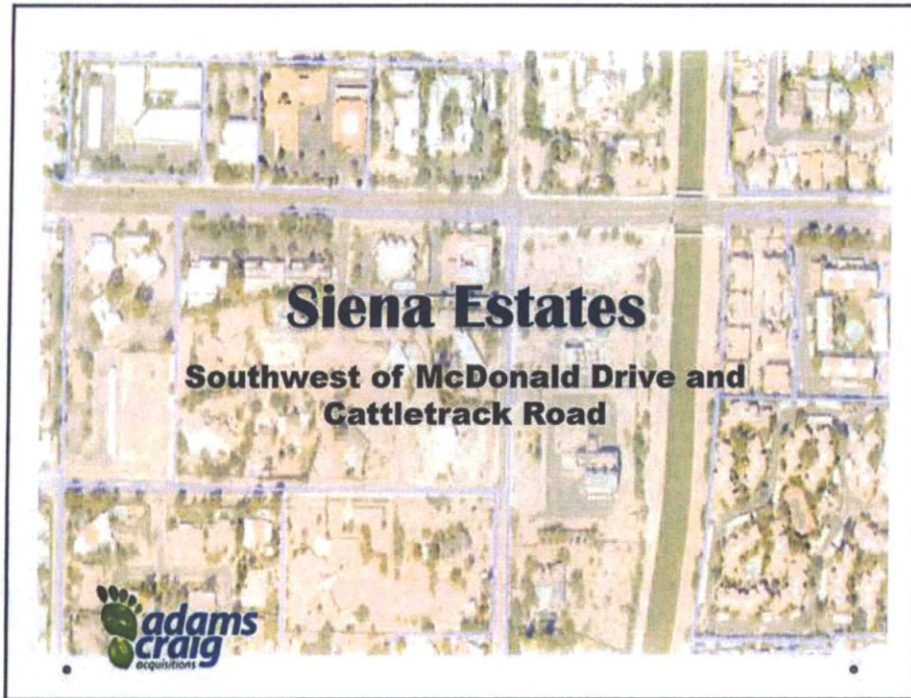 Siena Estates
Southwest of McDonald Drive and
Cattletrack Road
adams
craig
acquisitions